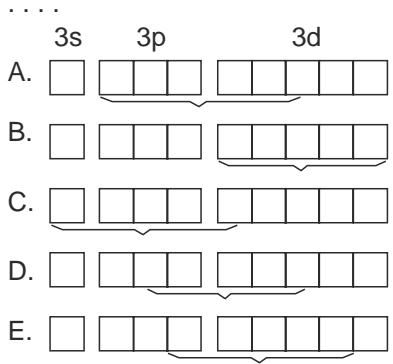 . . . .
3s 3p 3d
A.
B.
C.
D.
E.